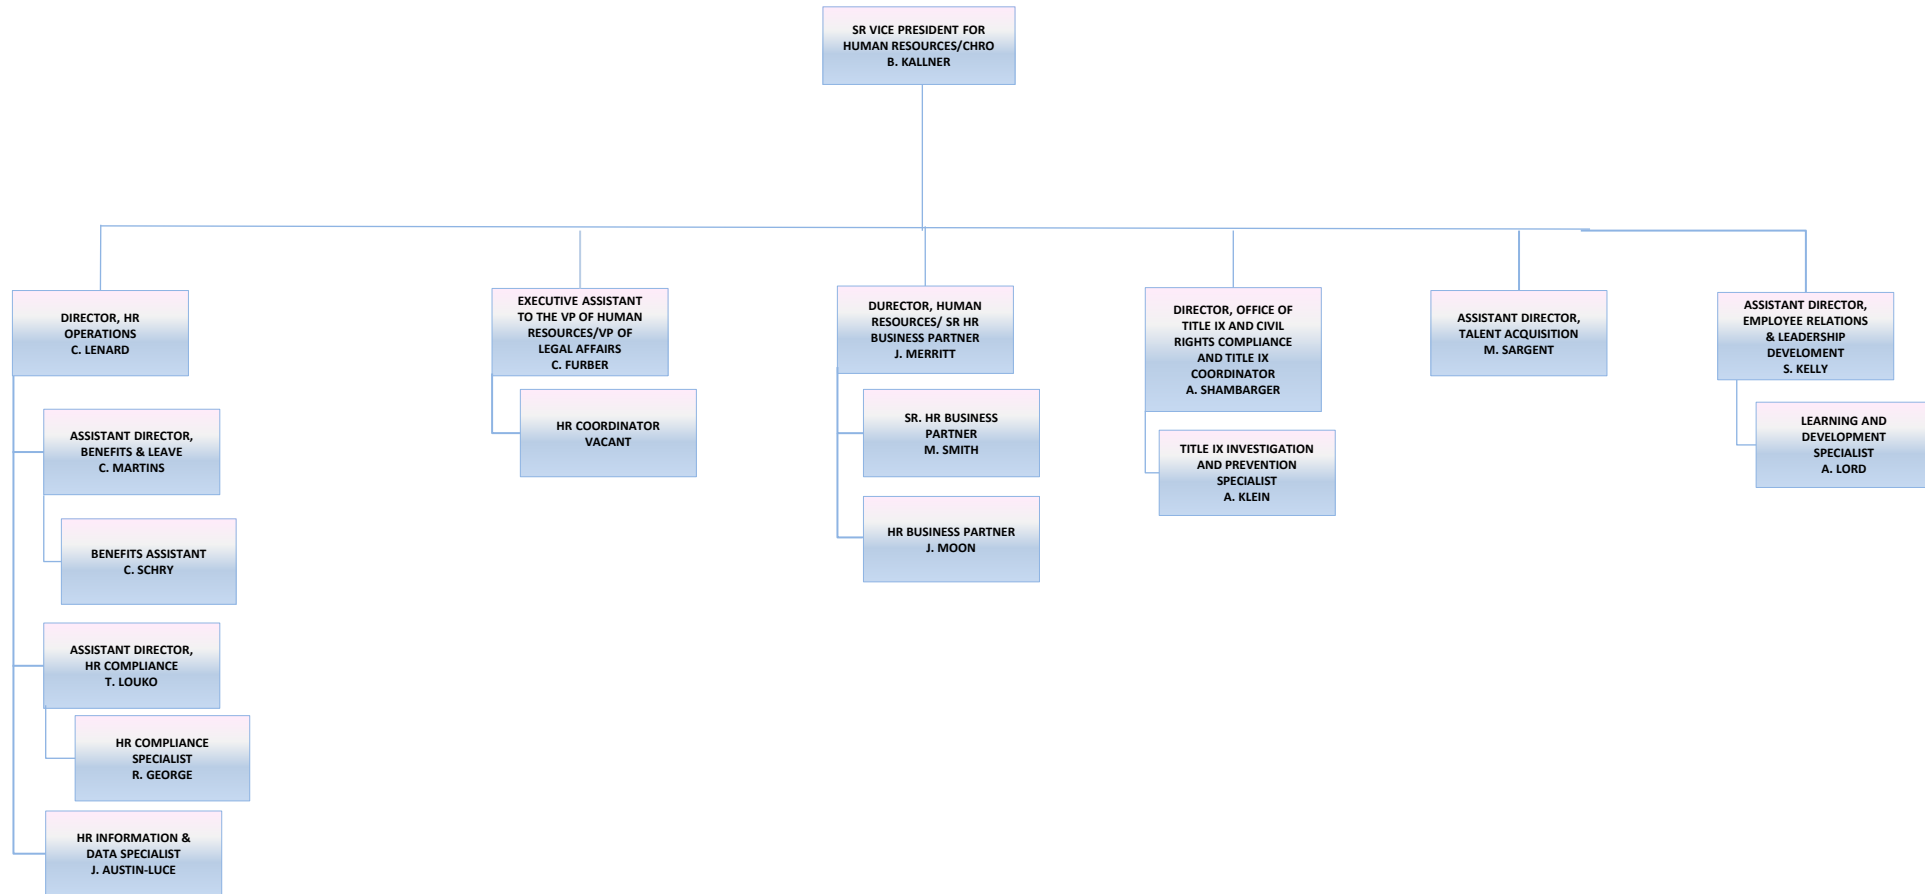 SR VICE PRESIDENT FOR
HUMAN RESOURCES/CHRO
B. KALLNER
DIRECTOR, HR
OPERATIONS
C. LENARD
EXECUTIVE ASSISTANT
TO THE VP OF HUMAN
RESOURCES/VP OF
LEGAL AFFAIRS
C. FURBER
DURECTOR, HUMAN
RESOURCES/ SR HR
BUSINESS PARTNER
J. MERRITT
DIRECTOR, OFFICE OF
TITLE IX AND CIVIL
RIGHTS COMPLIANCE
AND TITLE IX
COORDINATOR
A. SHAMBARGER
ASSISTANT DIRECTOR,
TALENT ACQUISITION
M. SARGENT
ASSISTANT DIRECTOR,
EMPLOYEE RELATIONS
& LEADERSHIP
DEVELOMENT
S. KELLY
ASSISTANT DIRECTOR,
BENEFITS & LEAVE
C. MARTINS
HR COORDINATOR
VACANT
SR. HR BUSINESS
PARTNER
M. SMITH
TITLE IX INVESTIGATION
AND PREVENTION
SPECIALIST
A. KLEIN
LEARNING AND
DEVELOPMENT
SPECIALIST
A. LORD
BENEFITS ASSISTANT
C. SCHRY
HR BUSINESS PARTNER
J. MOON
ASSISTANT DIRECTOR,
HR COMPLIANCE
T. LOUKO
HR COMPLIANCE
SPECIALIST
R. GEORGE
HR INFORMATION &
DATA SPECIALIST
J. AUSTIN-LUCE